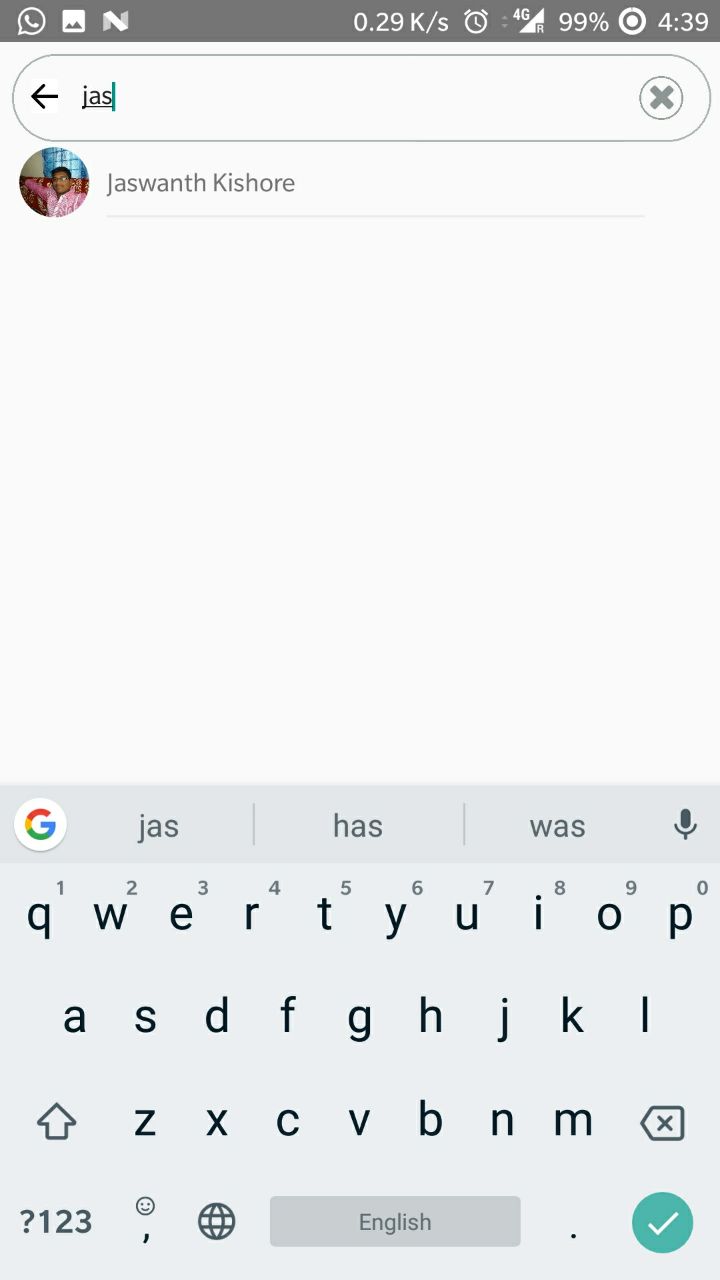 0.29 K/s 4G R 99% 4:39
jas
Jaswanth Kishore
jas has was
1 2 3 4 5 6 7 8 9 0
q w e r t y u i o p
a s d f g h j k l
z x c v b n m
?123 , English .